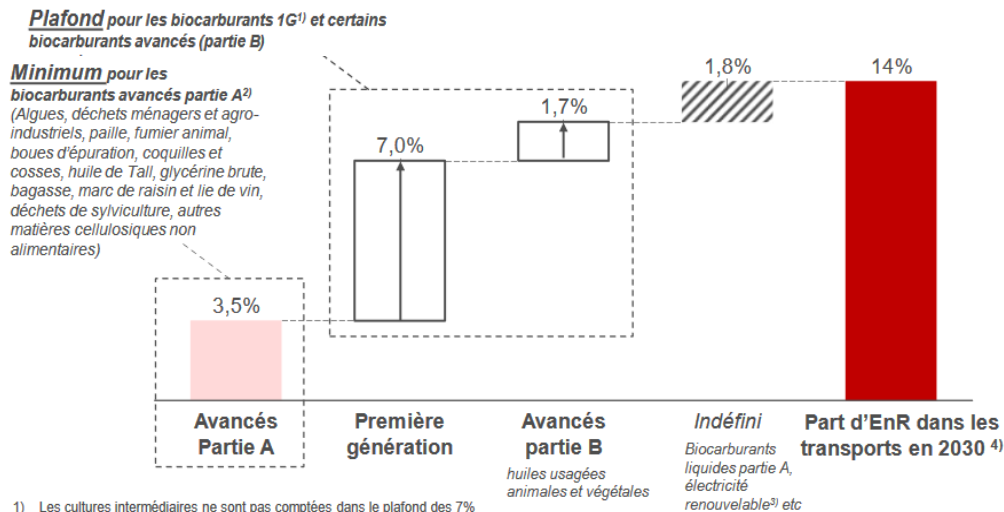 Plafond pour les biocarburants 1G1) et certains
biocarburants avancés (partie B)
Minimum pour les
biocarburants avancés partie A2)
(Algues, déchets ménagers et agro-
industriels, paille, fumier animal,
boues d'épuration, coquilles et
cosses, huile de Tall, glycérine brute,
bagasse, marc de raisin et lie de vin,
déchets de sylviculture, autres
matières cellulosiques non
alimentaires)
3,5%
7,0%
1,7%
1,8%
14%
Avancés
Partie A
Première
génération
Avancés
partie B
huiles usagées
animales et végétales
Indéfini
Biocarburants
liquides partie A,
électricité
renouvelable3) etc
Part d'EnR dans les
transports en 2030 4)
1) Les cultures intermédiaires ne sont pas comptées dans le plafond des 7%